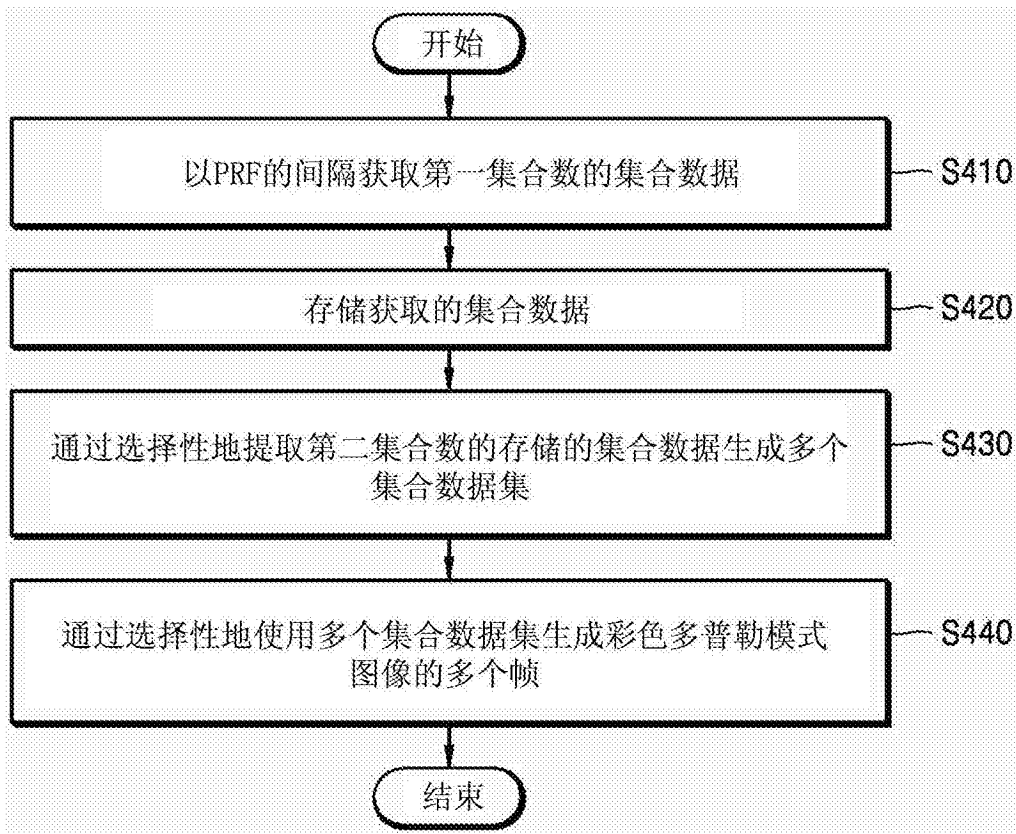 开始
以PRF的间隔获取第一集合数的集合数据
S410
存储获取的集合数据
S420
通过选择性地提取第二集合数的存储的集合数据生成多个
集合数据集
S430
通过选择性地使用多个集合数据集生成彩色多普勒模式
图像的多个帧
S440
结束